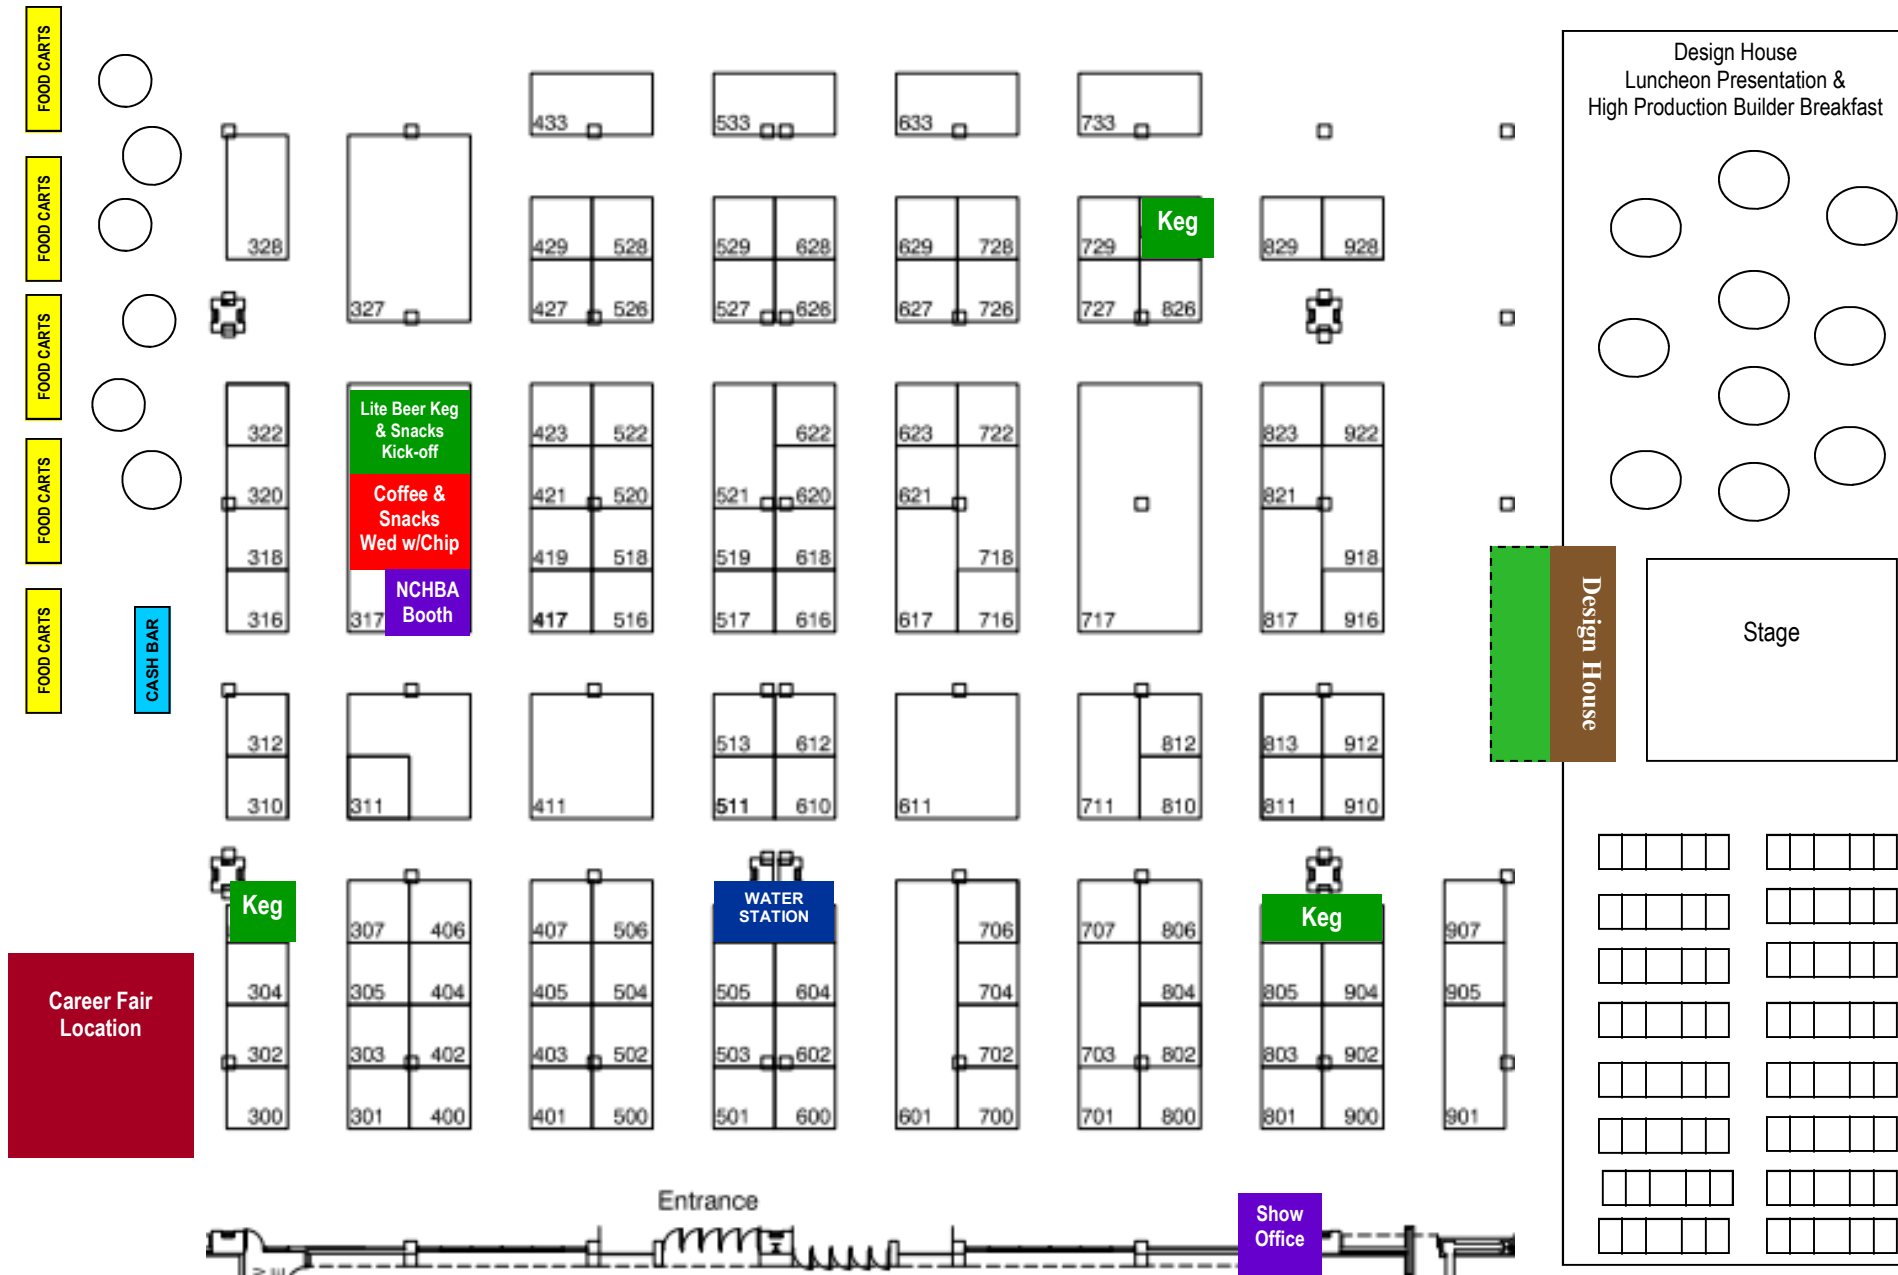 FOOD CARTS
FOOD CARTS
FOOD CARTS
FOOD CARTS
FOOD CARTS
CASH BAR
Career Fair
Location
Design House
Luncheon Presentation &
High Production Builder Breakfast
433 533 633 733
328 429 528 529 628 629 728 729 Keg 829 928
327 427 526 527 626 627 726 727 826
Lite Beer Keg
& Snacks
Kick-off
322 423 522 622 623 722 823 922
Coffee &
Snacks
Wed w/Chip
320 421 520 521 620 621 821
318 419 518 519 618 718 918
NCHBA
Booth
316 317 417 516 517 616 617 716 717 817 916
Design House
Stage
312 513 612 812 813 912
310 311 411 511 610 611 711 810 811 910
Keg
WATER
STATION
Keg
307 406 407 506 706 707 806 907
304 305 404 405 504 505 604 704 804 805 904 905
302 303 402 403 502 503 602 702 703 802 803 902
300 301 400 401 500 501 600 601 700 701 800 801 900 901
Entrance
Show
Office